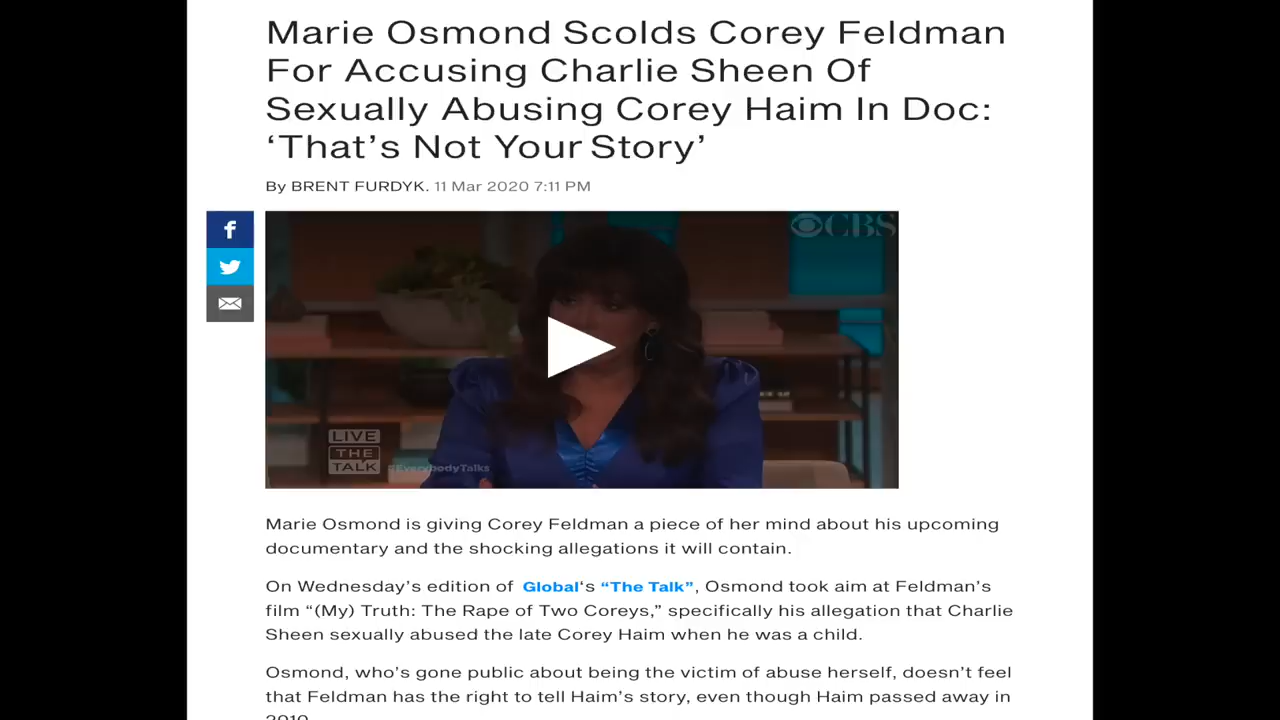 Marie Osmond Scolds Corey Feldman
For Accusing Charlie Sheen Of
Sexually Abusing Corey Haim In Doc:
‘That’s Not Your Story’
By BRENT FURDYK. 11 Mar 2020 7:11 PM
f
CBS
LIVE
THE
TALK
#EverybodyTalks
Marie Osmond is giving Corey Feldman a piece of her mind about his upcoming
documentary and the shocking allegations it will contain.
On Wednesday’s edition of Global‘s “The Talk”, Osmond took aim at Feldman’s
film “(My) Truth: The Rape of Two Coreys,” specifically his allegation that Charlie
Sheen sexually abused the late Corey Haim when he was a child.
Osmond, who’s gone public about being the victim of abuse herself, doesn’t feel
that Feldman has the right to tell Haim’s story, even though Haim passed away in
2010.